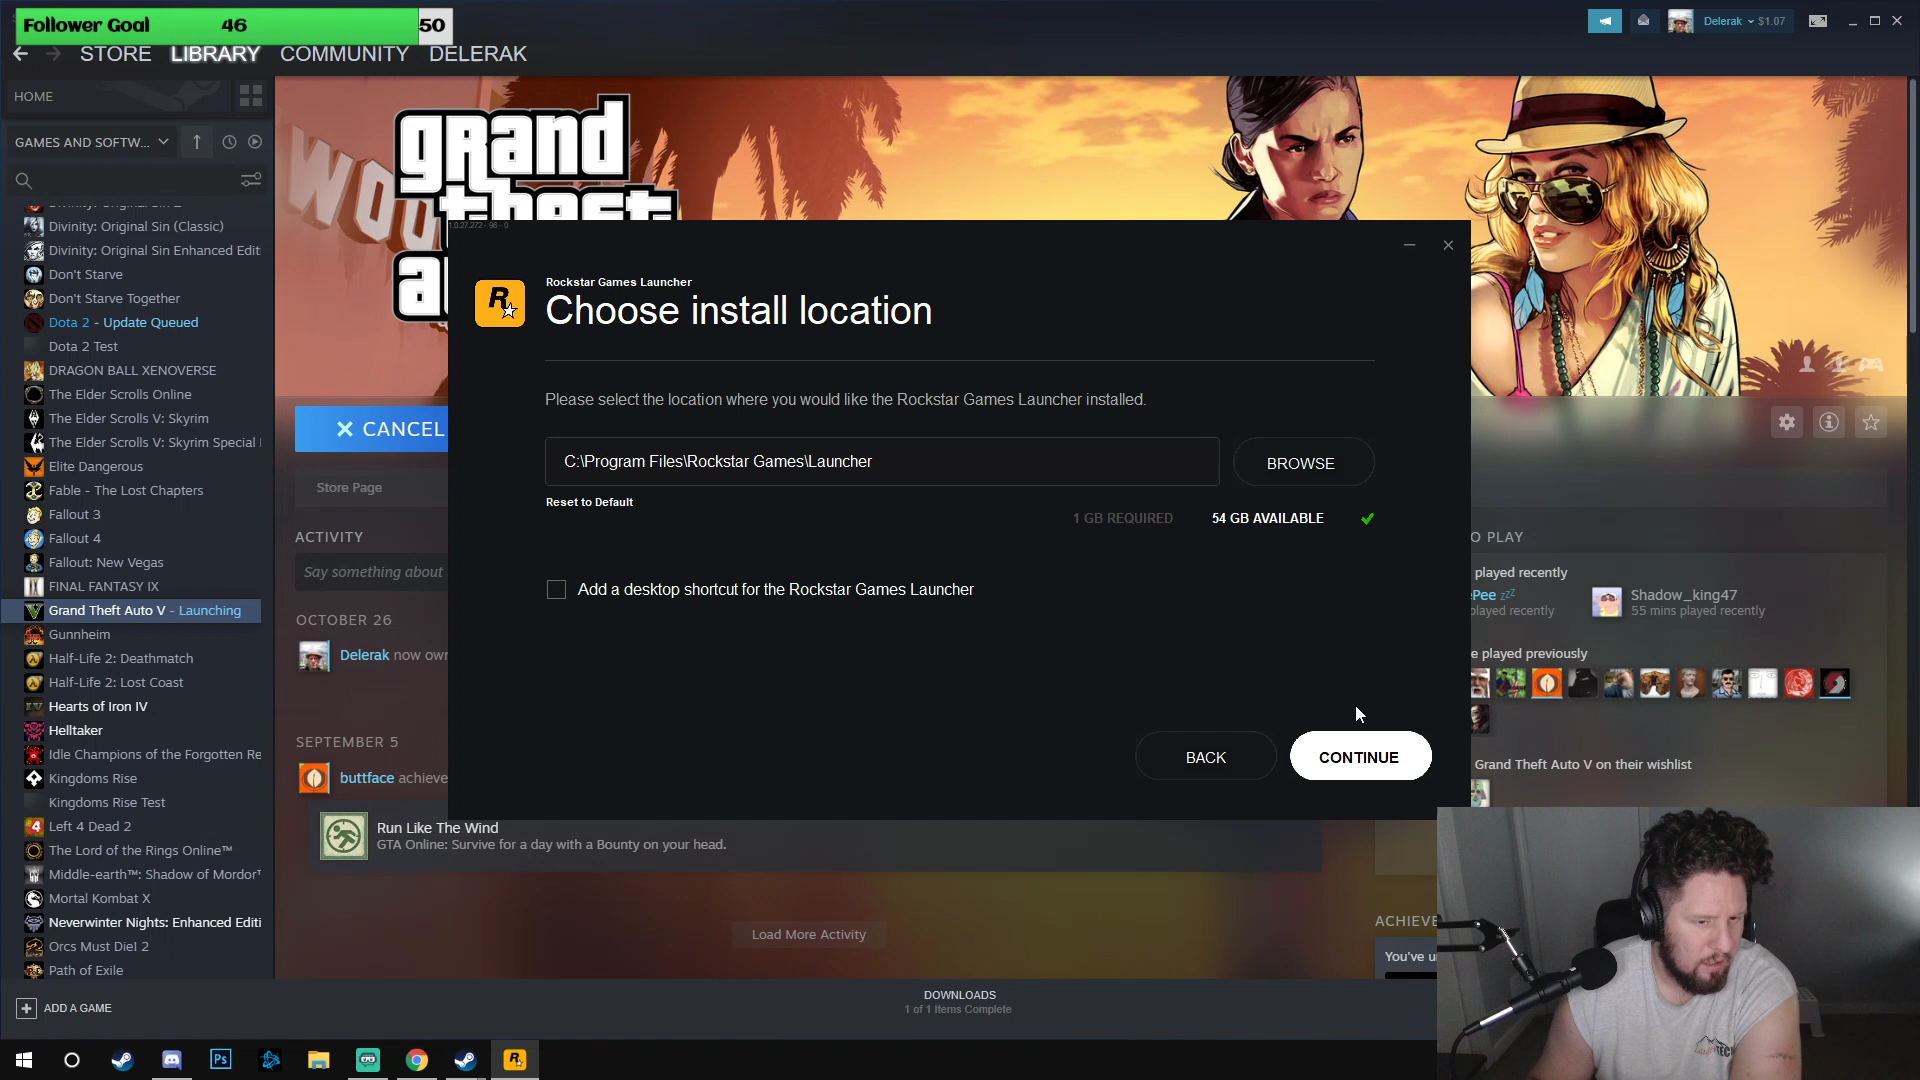 Follower Goal 46 50
Delerak $1.07
STORE LIBRARY COMMUNITY DELERAK
HOME
GAMES AND SOFTW...
Divinity: Original Sin (Classic)
Divinity: Original Sin Enhanced Edit
Don't Starve
Don't Starve Together
Dota 2 - Update Queued
Dota 2 Test
DRAGON BALL XENOVERSE
The Elder Scrolls Online
The Elder Scrolls V: Skyrim
The Elder Scrolls V: Skyrim Special
Elite Dangerous
Fable - The Lost Chapters
Fallout 3
Fallout 4
Fallout: New Vegas
FINAL FANTASY IX
Grand Theft Auto V - Launching
Gunnheim
Half-Life 2: Deathmatch
Half-Life 2: Lost Coast
Hearts of Iron IV
Helltaker
Idle Champions of the Forgotten Re
Kingdoms Rise
Kingdoms Rise Test
Left 4 Dead 2
The Lord of the Rings Online™
Middle-earth™: Shadow of Mordor
Mortal Kombat X
Neverwinter Nights: Enhanced Editi
Orcs Must Die! 2
Path of Exile
ADD A GAME
grand
theft
CANCEL
Store Page
ACTIVITY
Say something about
OCTOBER 26
Delerak now own
SEPTEMBER 5
buttface achieve
Run Like The Wind
GTA Online: Survive for a day with a Bounty on your head.
Load More Activity
Rockstar Games Launcher
Choose install location
Please select the location where you would like the Rockstar Games Launcher installed.
C:\Program Files\Rockstar Games\Launcher
BROWSE
Reset to Default
1 GB REQUIRED 54 GB AVAILABLE
Add a desktop shortcut for the Rockstar Games Launcher
BACK CONTINUE
O PLAY
played recently
Pee zzZ
played recently
Shadow_king47
55 mins played recently
e played previously
Grand Theft Auto V on their wishlist
ACHIEVE
You've u
DOWNLOADS
1 of 1 Items Complete
Ps